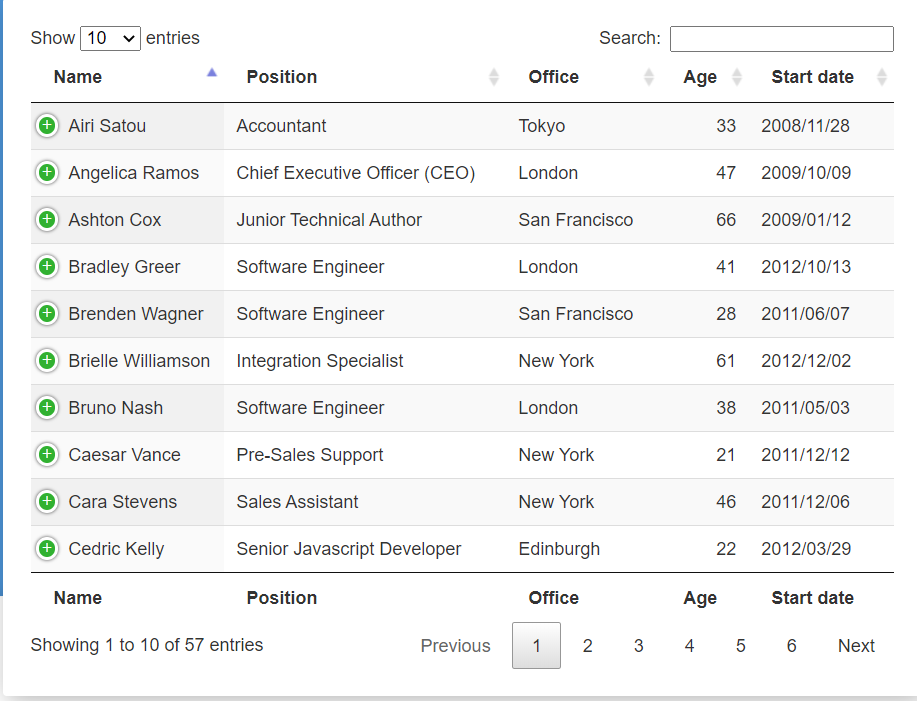 Show 10 entries Search:
Name Position Office Age Start date
Airi Satou Accountant Tokyo 33 2008/11/28
Angelica Ramos Chief Executive Officer (CEO) London 47 2009/10/09
Ashton Cox Junior Technical Author San Francisco 66 2009/01/12
Bradley Greer Software Engineer London 41 2012/10/13
Brenden Wagner Software Engineer San Francisco 28 2011/06/07
Brielle Williamson Integration Specialist New York 61 2012/12/02
Bruno Nash Software Engineer London 38 2011/05/03
Caesar Vance Pre-Sales Support New York 21 2011/12/12
Cara Stevens Sales Assistant New York 46 2011/12/06
Cedric Kelly Senior Javascript Developer Edinburgh 22 2012/03/29
Name Position Office Age Start date
Showing 1 to 10 of 57 entries Previous 1 2 3 4 5 6 Next